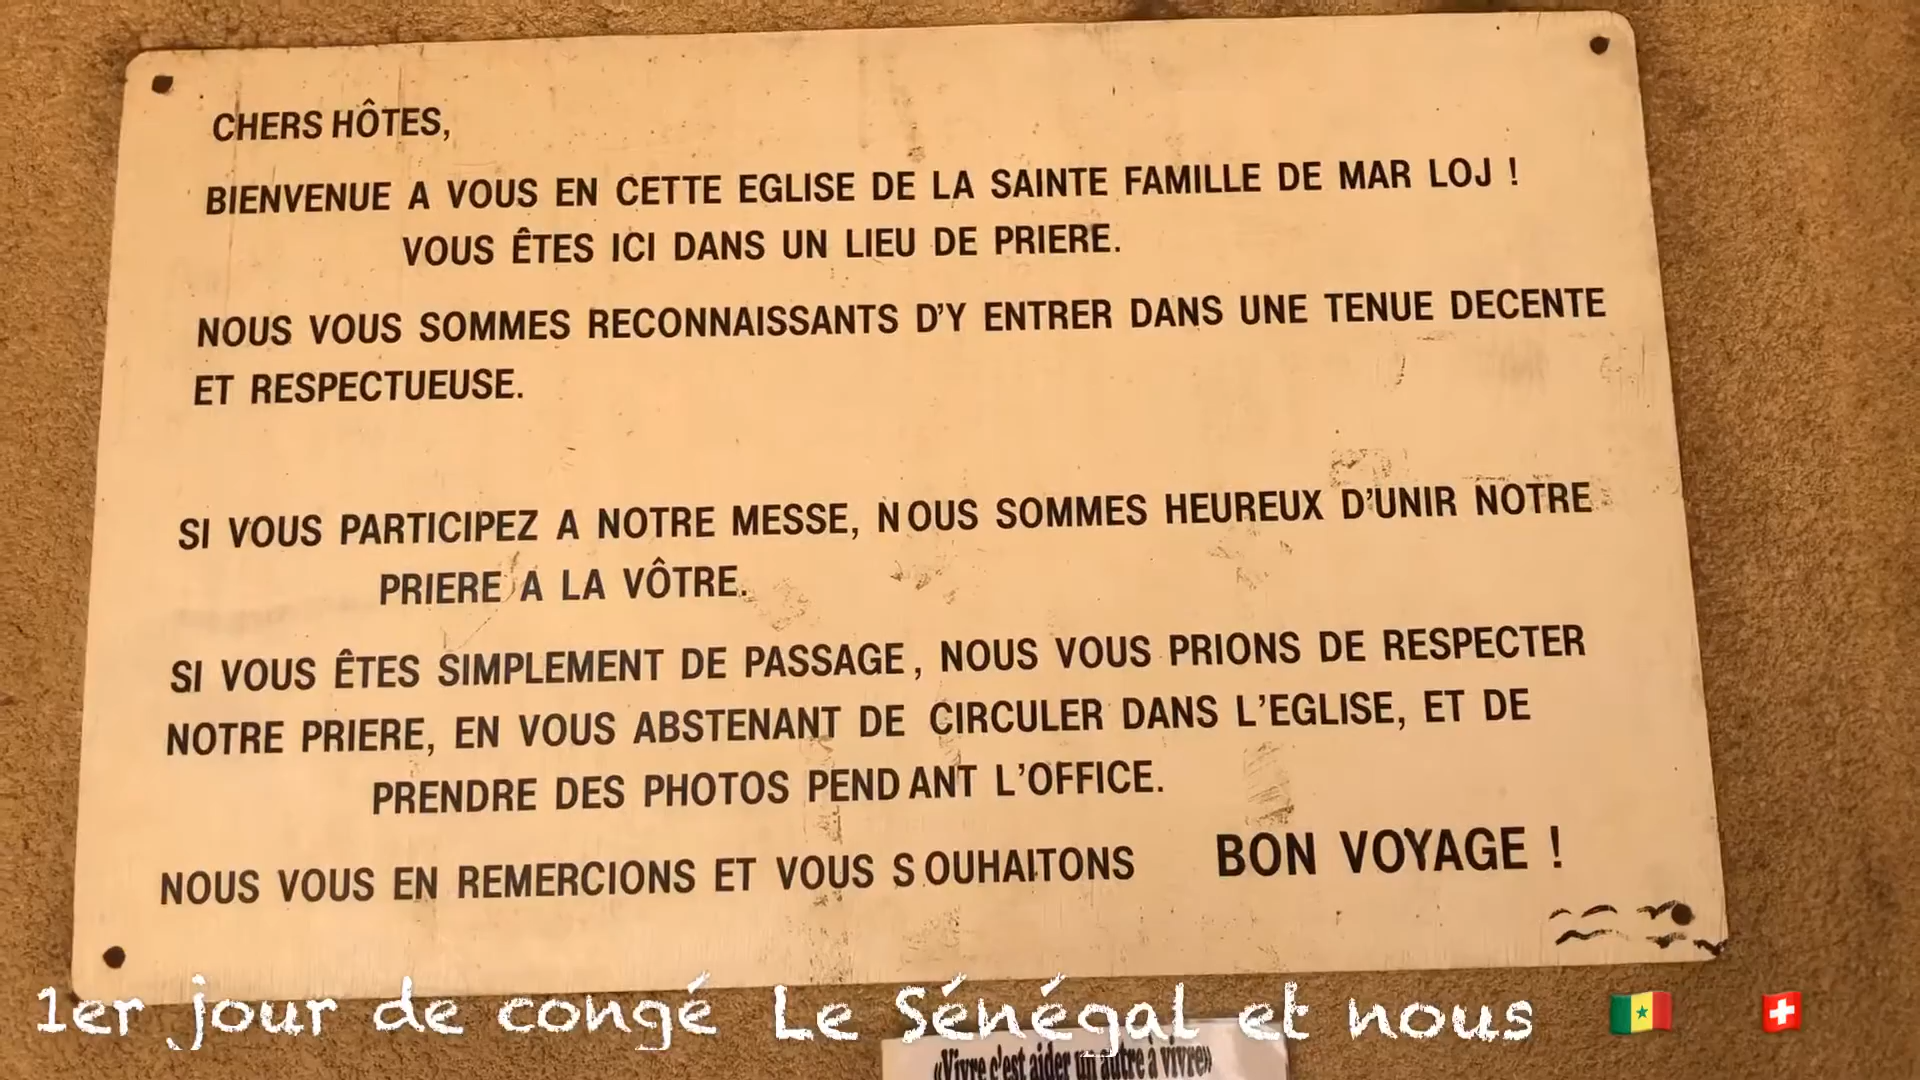 CHERS HÔTES,
BIENVENUE A VOUS EN CETTE EGLISE DE LA SAINTE FAMILLE DE MAR LOJ !
VOUS ÊTES ICI DANS UN LIEU DE PRIERE.
NOUS VOUS SOMMES RECONNAISSANTS D'Y ENTRER DANS UNE TENUE DECENTE
ET RESPECTUEUSE.
SI VOUS PARTICIPEZ A NOTRE MESSE, NOUS SOMMES HEUREUX D'UNIR NOTRE
PRIERE A LA VÔTRE.
SI VOUS ÊTES SIMPLEMENT DE PASSAGE, NOUS VOUS PRIONS DE RESPECTER
NOTRE PRIERE, EN VOUS ABSTENANT DE CIRCULER DANS L'EGLISE, ET DE
PRENDRE DES PHOTOS PENDANT L'OFFICE.
NOUS VOUS EN REMERCIONS ET VOUS SOUHAITONS BON VOYAGE !
1er jour de congé Le Sénégal et nous 🇸🇳 🇨🇭
«Vivre c'est aider un autre à vivre»